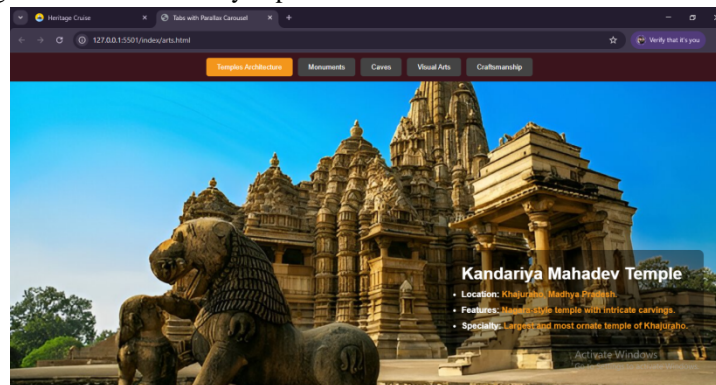 Heritage Cruise
Tabs with Parallax Carousel
127.0.0.1:5501/index/arts.html
Verify that it's you
Temples Architecture
Monuments
Caves
Visual Arts
Craftsmanship
Kandariya Mahadev Temple
Location: Khajuraho, Madhya Pradesh.
Features: Nagara-style temple with intricate carvings.
Specialty: Largest and most ornate temple of Khajuraho.
Activate Windows